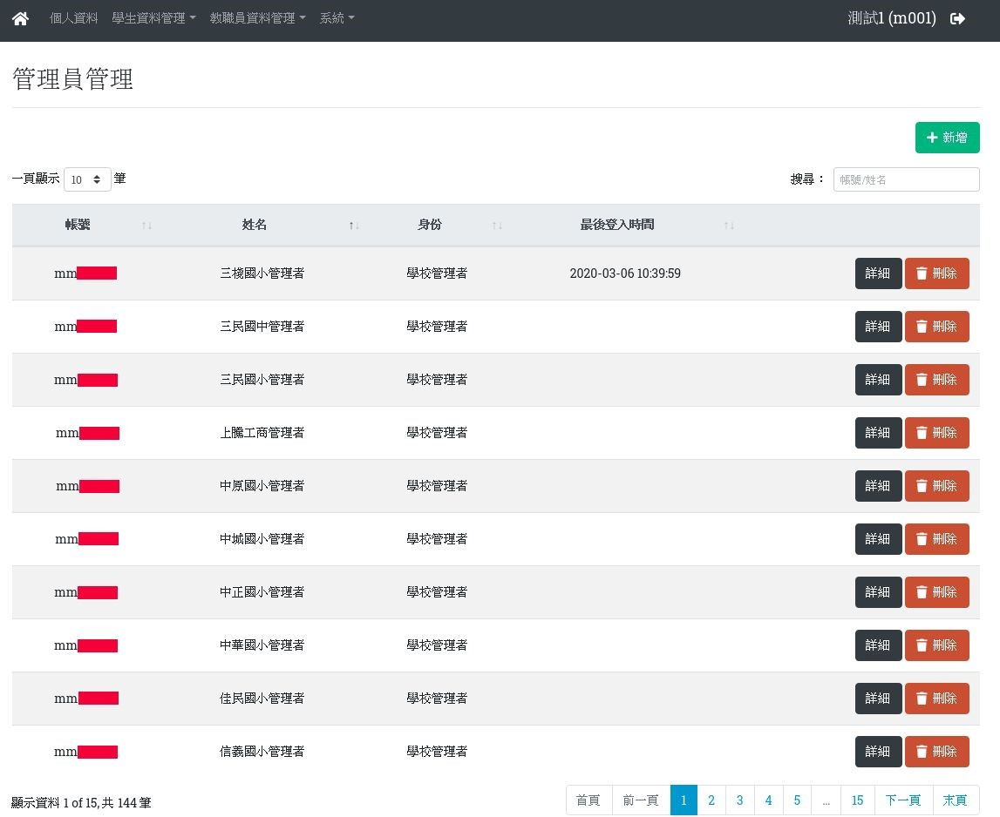 個人資料 學生資料管理 教職員資料管理 系統 測試1 (m001)
管理員管理
新增
一頁顯示 10 筆 搜尋： 帳號/姓名
帳號 ↑↓ 姓名 ↑↓ 身份 ↑↓ 最後登入時間 ↑↓
mm 三棧國小管理者 學校管理者 2020-03-06 10:39:59 詳細 刪除
mm 三民國中管理者 學校管理者 詳細 刪除
mm 三民國小管理者 學校管理者 詳細 刪除
mm 上騰工商管理者 學校管理者 詳細 刪除
mm 中原國小管理者 學校管理者 詳細 刪除
mm 中城國小管理者 學校管理者 詳細 刪除
mm 中正國小管理者 學校管理者 詳細 刪除
mm 中華國小管理者 學校管理者 詳細 刪除
mm 佳民國小管理者 學校管理者 詳細 刪除
mm 信義國小管理者 學校管理者 詳細 刪除
顯示資料 1 of 15, 共 144 筆 首頁 前一頁 1 2 3 4 5 ... 15 下一頁 末頁